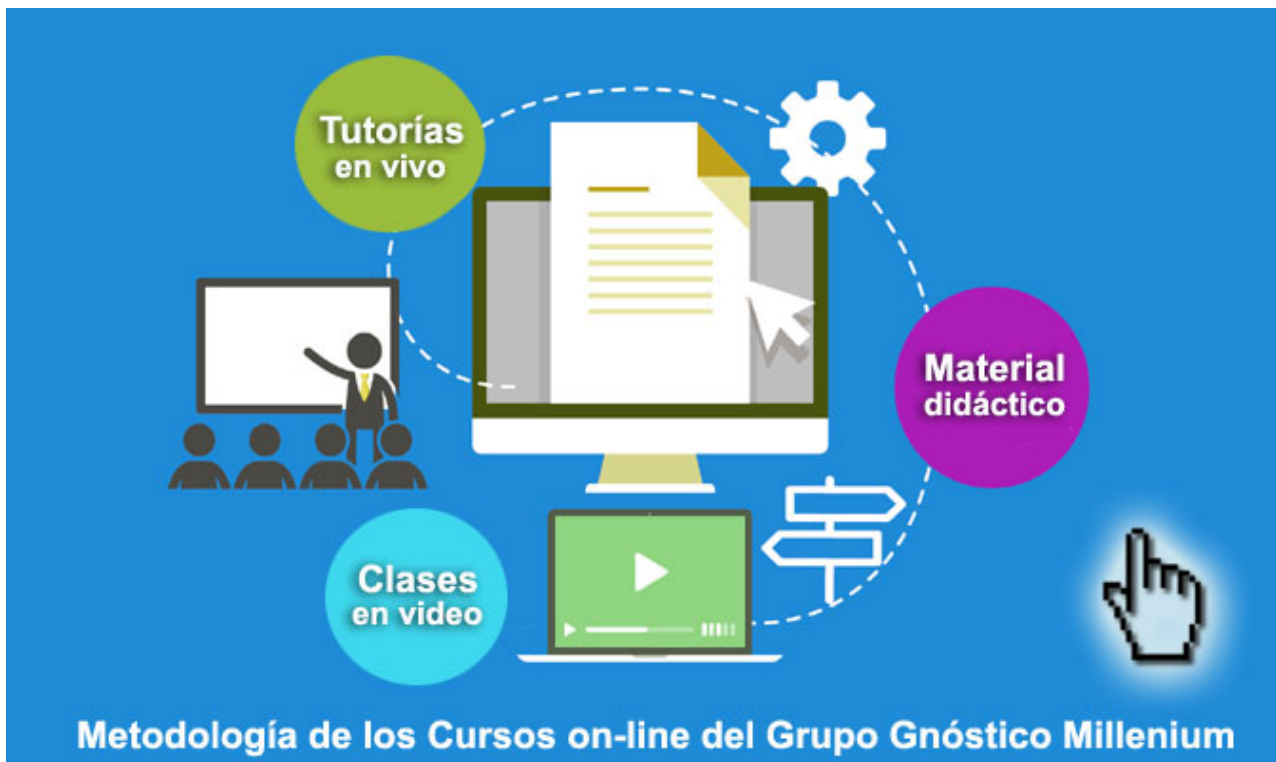 Tutorías
en vivo
Material
didáctico
Clases
en video
Metodología de los Cursos on-line del Grupo Gnóstico Millenium